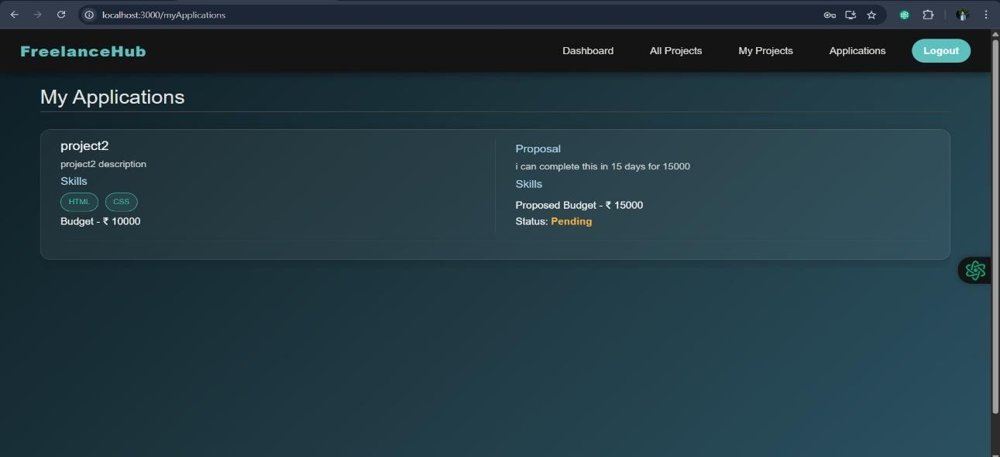 localhost:3000/myApplications
FreelanceHub
Dashboard
All Projects
My Projects
Applications
Logout
My Applications
project2
project2 description
Skills
HTML
CSS
Budget - ₹ 10000
Proposal
i can complete this in 15 days for 15000
Skills
Proposed Budget - ₹ 15000
Status: Pending